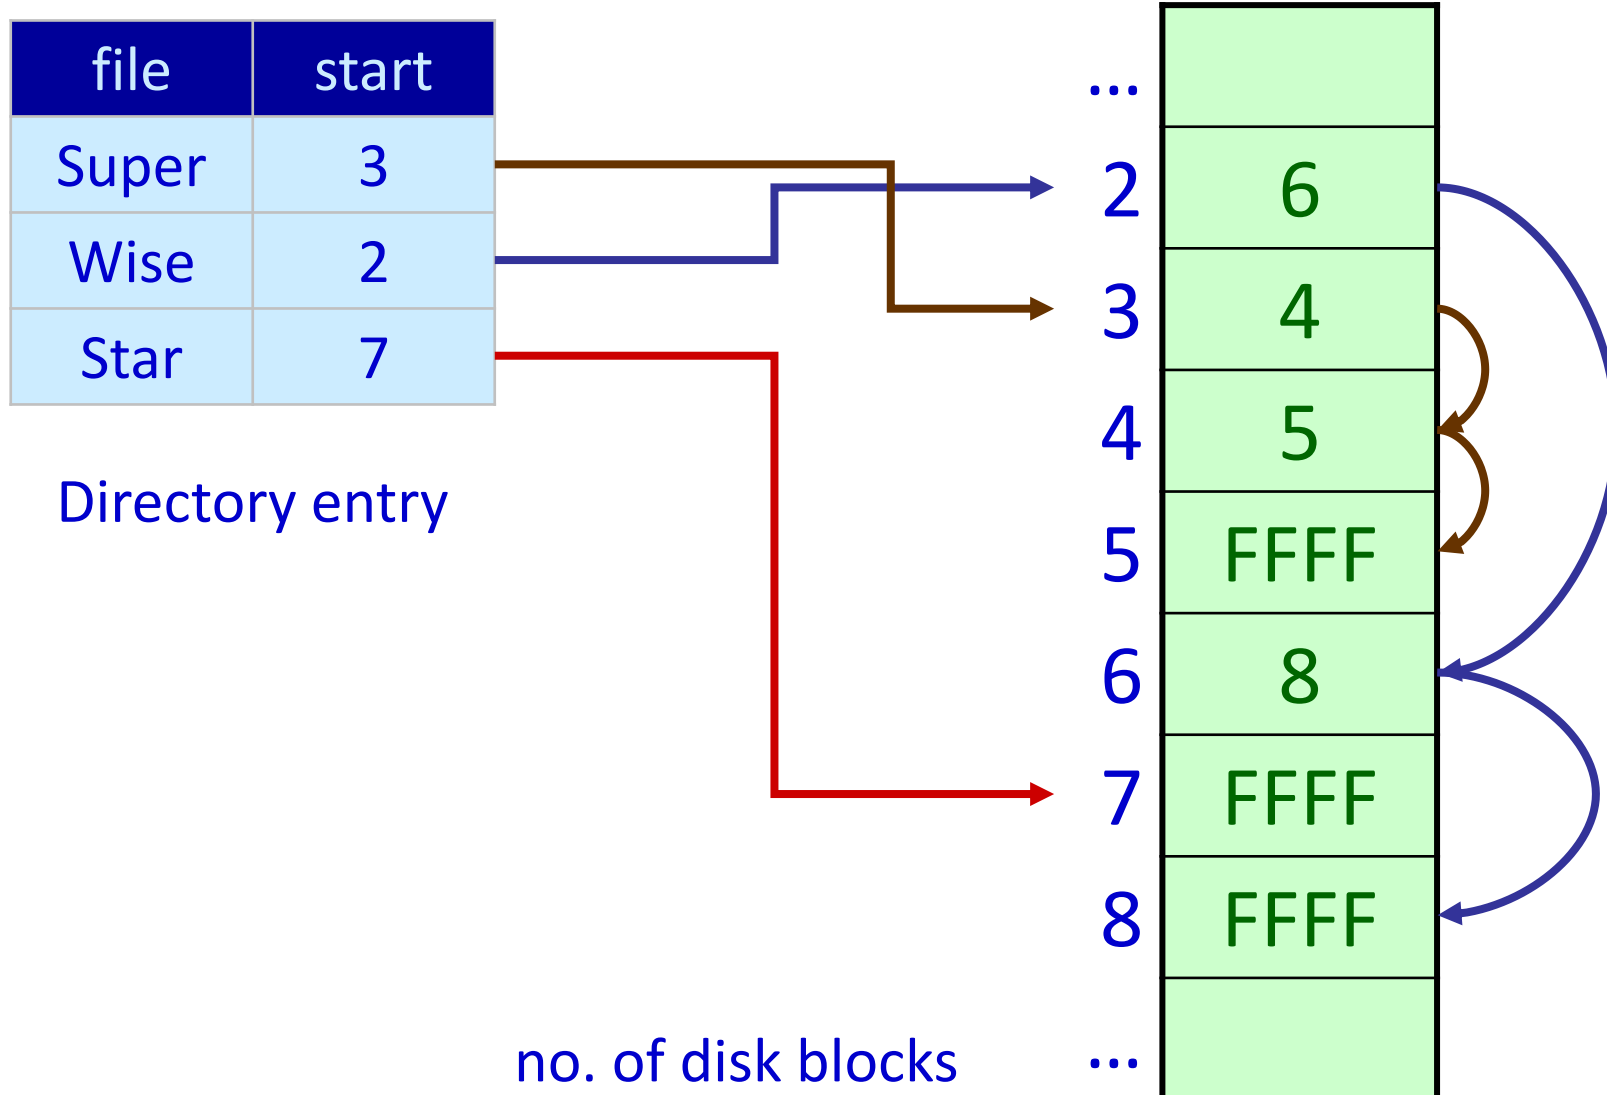 file start
Super 3
Wise 2
Star 7
Directory entry
...
2 6
3 4
4 5
5 FFFF
6 8
7 FFFF
8 FFFF
no. of disk blocks ...